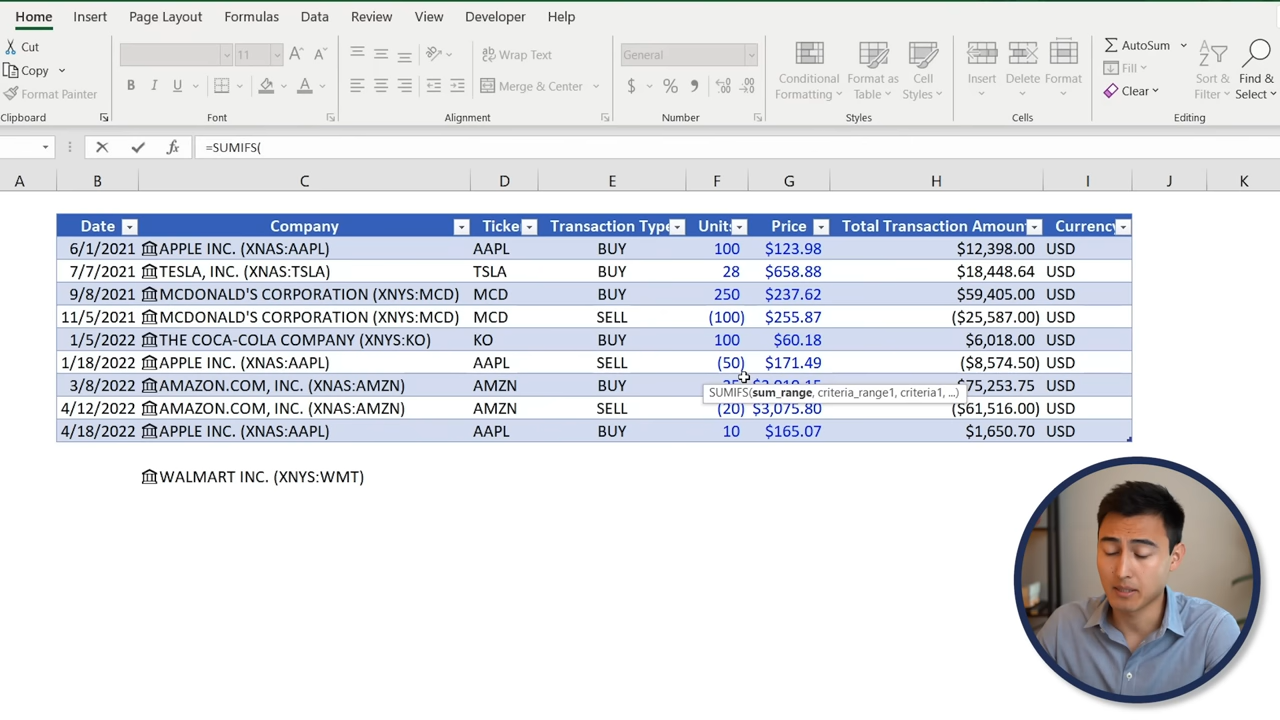 Home Insert Page Layout Formulas Data Review View Developer Help
Cut
Copy
Format Painter
Clipboard
11 A A
B I U A
Font
ab Wrap Text
Merge & Center
Alignment
General
$ % ,
Number
Conditional Formatting
Format as Table
Cell Styles
Styles
Insert Delete Format
Cells
AutoSum
Fill
Clear
Sort & Filter
Find & Select
Editing
fx =SUMIFS(
A B C D E F G H I J K
Date Company Ticke Transaction Type Units Price Total Transaction Amoun Currency
6/1/2021 APPLE INC. (XNAS:AAPL) AAPL BUY 100 $123.98 $12,398.00 USD
7/7/2021 TESLA, INC. (XNAS:TSLA) TSLA BUY 28 $658.88 $18,448.64 USD
9/8/2021 MCDONALD'S CORPORATION (XNYS:MCD) MCD BUY 250 $237.62 $59,405.00 USD
11/5/2021 MCDONALD'S CORPORATION (XNYS:MCD) MCD SELL (100) $255.87 ($25,587.00) USD
1/5/2022 THE COCA-COLA COMPANY (XNYS:KO) KO BUY 100 $60.18 $6,018.00 USD
1/18/2022 APPLE INC. (XNAS:AAPL) AAPL SELL (50) $171.49 ($8,574.50) USD
3/8/2022 AMAZON.COM, INC. (XNAS:AMZN) AMZN BUY $75,253.75 USD
SUMIFS(sum_range, criteria_range1, criteria1, ...)
4/12/2022 AMAZON.COM, INC. (XNAS:AMZN) AMZN SELL (20) $3,075.80 ($61,516.00) USD
4/18/2022 APPLE INC. (XNAS:AAPL) AAPL BUY 10 $165.07 $1,650.70 USD
WALMART INC. (XNYS:WMT)